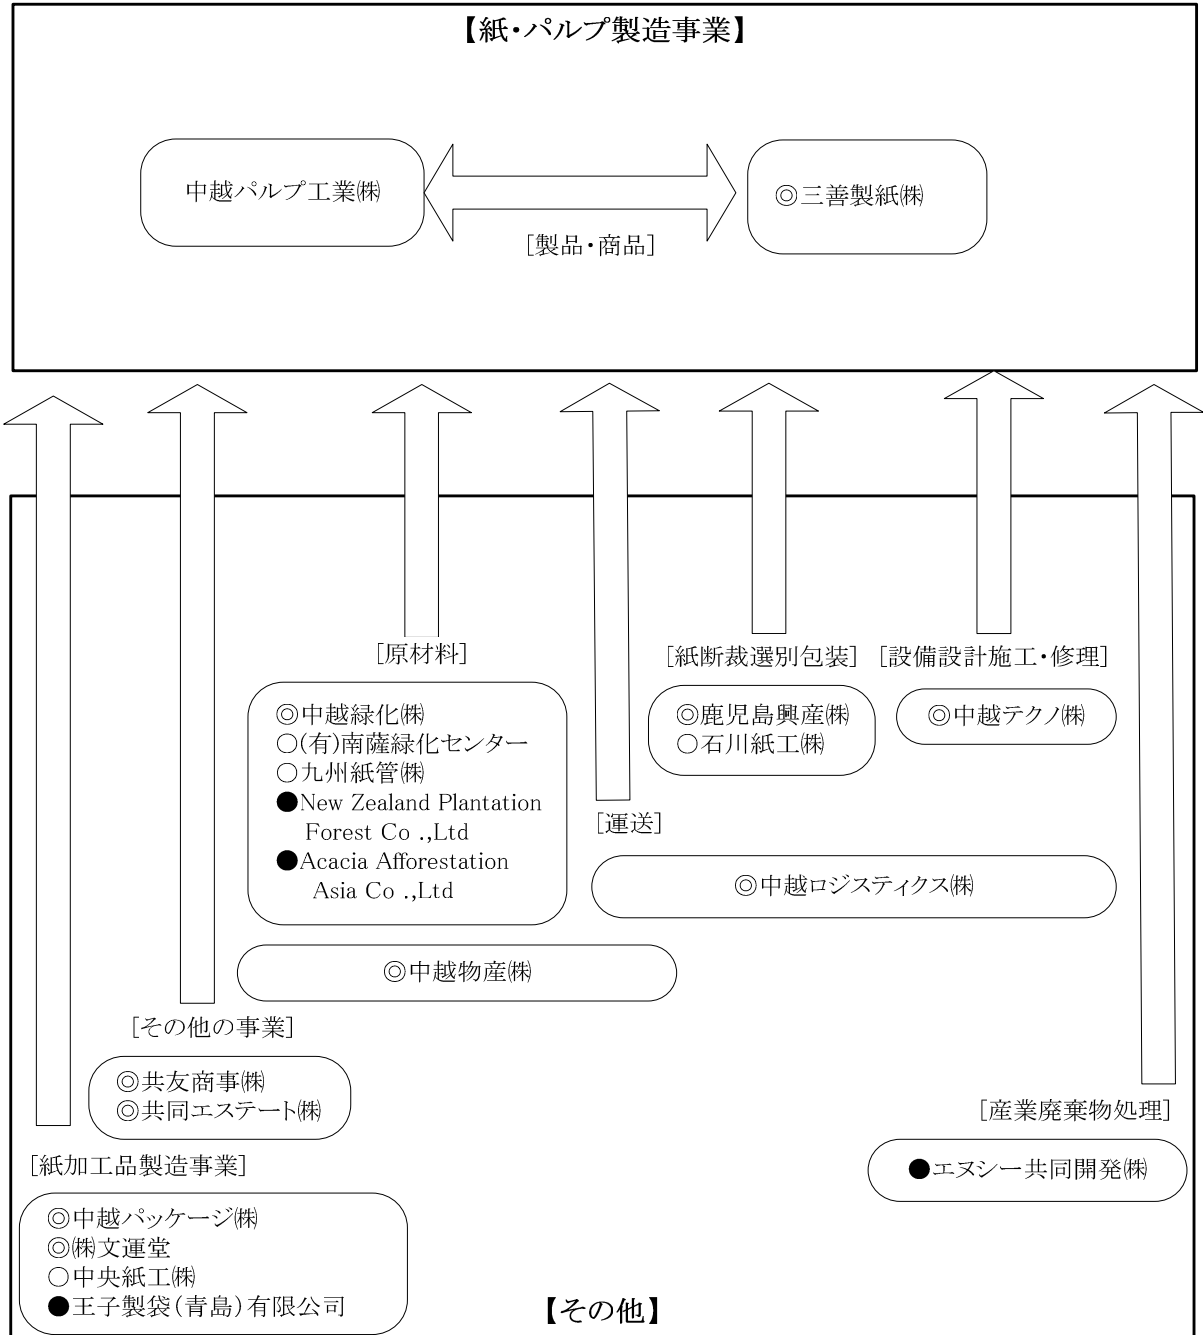 【紙・パルプ製造事業】
中越パルプ工業㈱
◎三善製紙㈱
[製品・商品]
[原材料]
◎中越緑化㈱
○(有)南薩緑化センター
○九州紙管㈱
●New Zealand Plantation
Forest Co .,Ltd
●Acacia Afforestation
Asia Co .,Ltd
[紙断裁選別包装]
◎鹿児島興産㈱
○石川紙工㈱
[設備設計施工・修理]
◎中越テクノ㈱
[運送]
◎中越ロジスティクス㈱
◎中越物産㈱
[その他の事業]
◎共友商事㈱
◎共同エステート㈱
[産業廃棄物処理]
●エヌシー共同開発㈱
[紙加工品製造事業]
◎中越パッケージ㈱
◎㈱文運堂
○中央紙工㈱
●王子製袋(青島)有限公司
【その他】